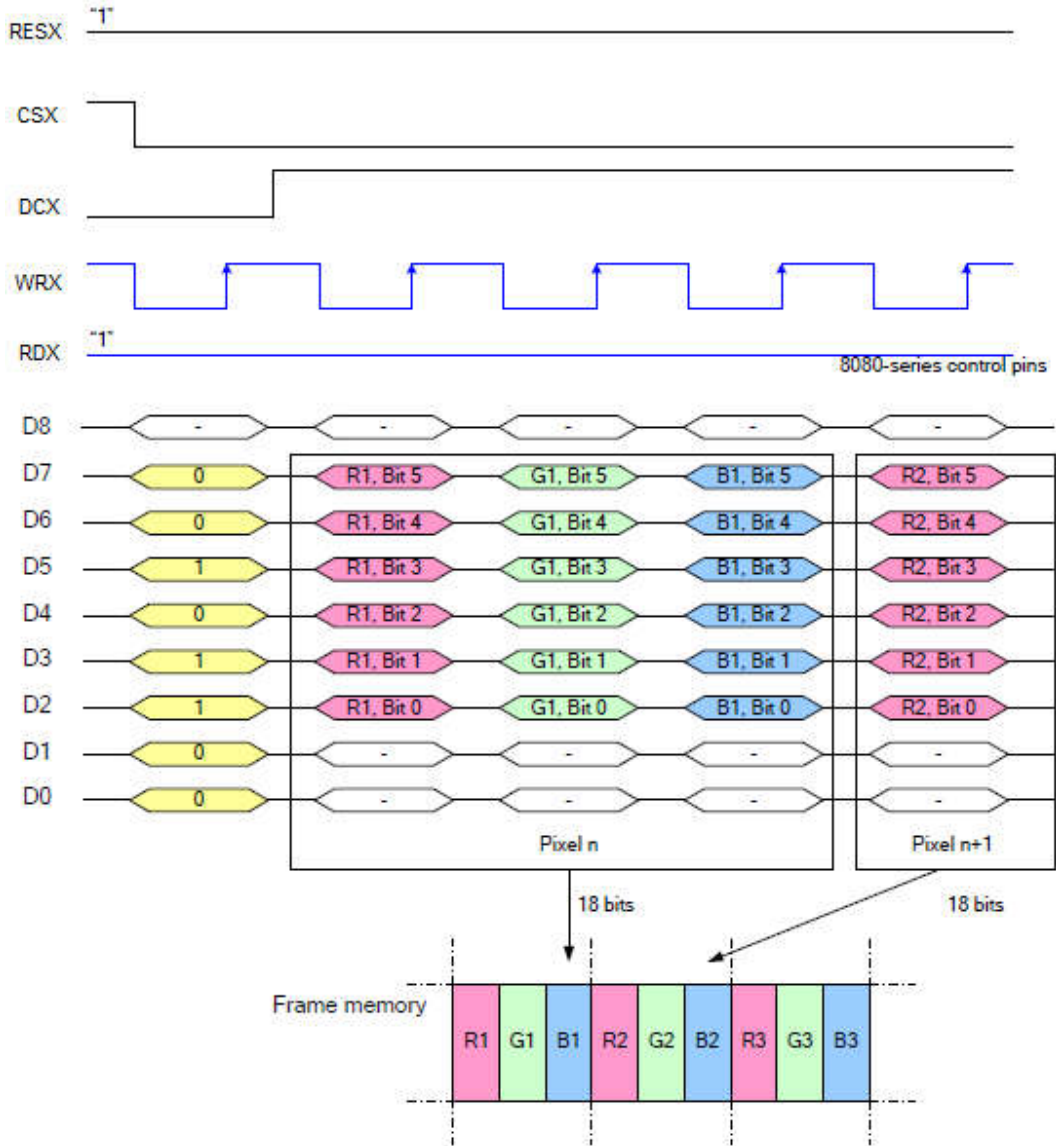 RESX "1"
CSX
DCX
WRX
RDX "1"
8080-series control pins
D8 - - - - -
D7 0 R1, Bit 5 G1, Bit 5 B1, Bit 5 R2, Bit 5
D6 0 R1, Bit 4 G1, Bit 4 B1, Bit 4 R2, Bit 4
D5 1 R1, Bit 3 G1, Bit 3 B1, Bit 3 R2, Bit 3
D4 0 R1, Bit 2 G1, Bit 2 B1, Bit 2 R2, Bit 2
D3 1 R1, Bit 1 G1, Bit 1 B1, Bit 1 R2, Bit 1
D2 1 R1, Bit 0 G1, Bit 0 B1, Bit 0 R2, Bit 0
D1 0 - - - -
D0 0 - - - -
Pixel n Pixel n+1
18 bits 18 bits
Frame memory
R1 G1 B1 R2 G2 B2 R3 G3 B3